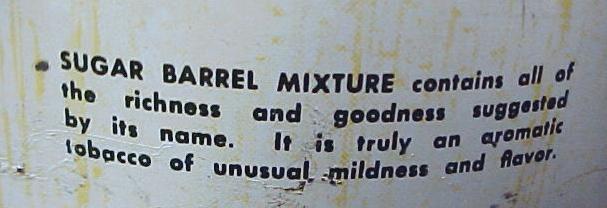 SUGAR BARREL MIXTURE contains all of
the richness and goodness suggested
by its name. It is truly an aromatic
tobacco of unusual mildness and flavor.